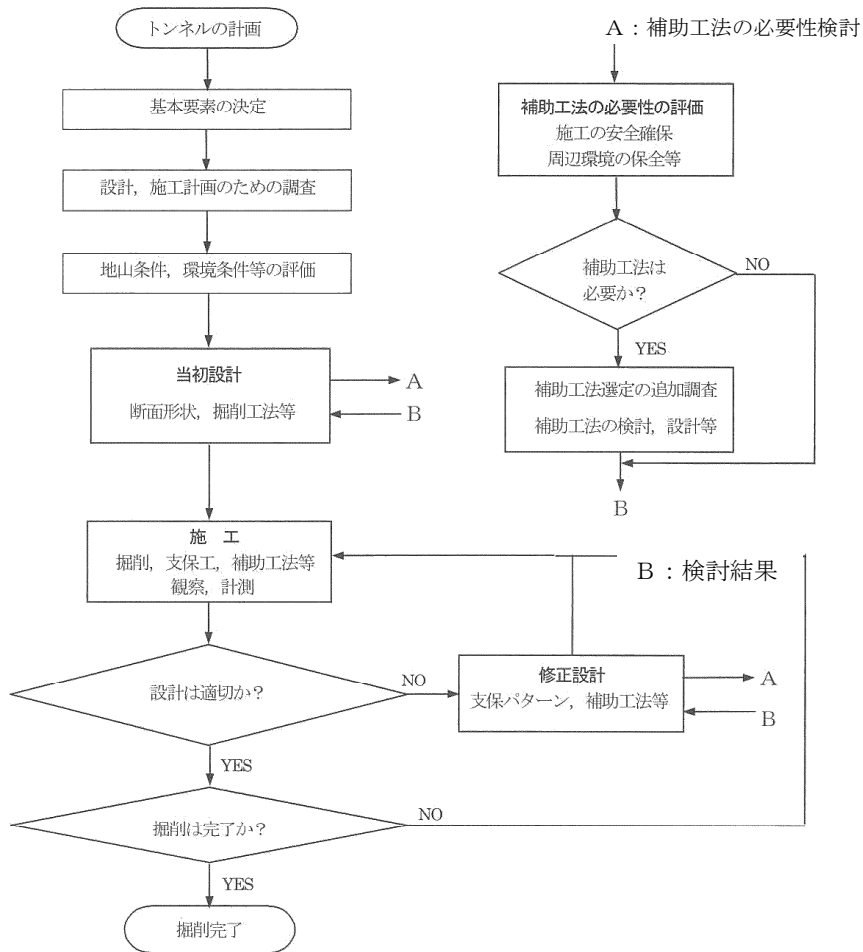 トンネルの計画
基本要素の決定
設計，施工計画のための調査
地山条件，環境条件等の評価
当初設計
断面形状，掘削工法等
A
B
施　工
掘削，支保工，補助工法等
観察，計測
設計は適切か？
NO
YES
修正設計
支保パターン，補助工法等
A
B
掘削は完了か？
NO
YES
掘削完了
A：補助工法の必要性検討
補助工法の必要性の評価
施工の安全確保
周辺環境の保全等
補助工法は
必要か？
NO
YES
補助工法選定の追加調査
補助工法の検討，設計等
B
B：検討結果